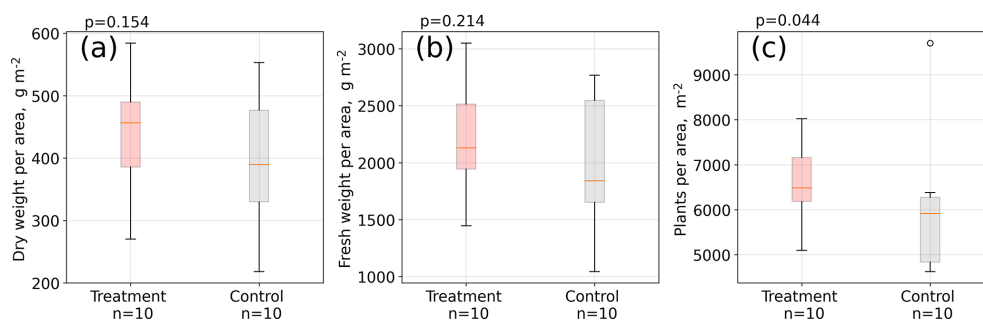 p=0.154
(a)
Dry weight per area, g m⁻²
600
500
400
300
200
Treatment
n=10
Control
n=10
p=0.214
(b)
Fresh weight per area, g m⁻²
3000
2500
2000
1500
1000
Treatment
n=10
Control
n=10
p=0.044
(c)
Plants per area, m⁻²
9000
8000
7000
6000
5000
Treatment
n=10
Control
n=10